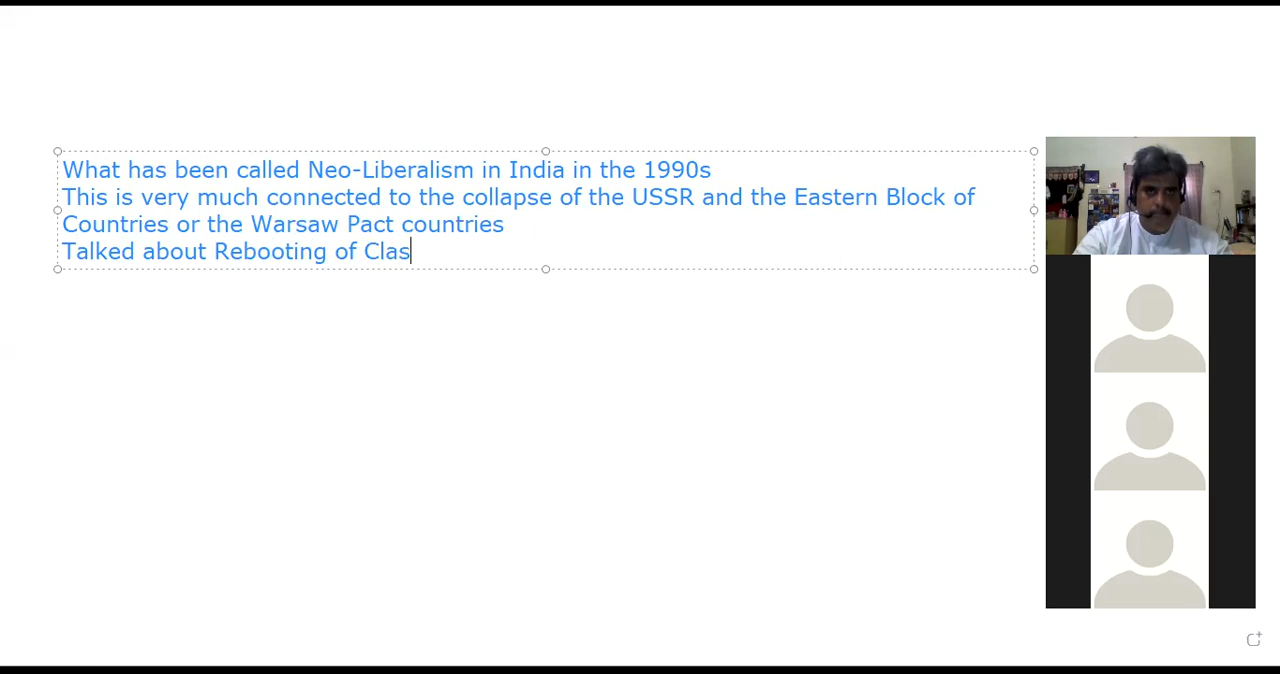 What has been called Neo-Liberalism in India in the 1990s
This is very much connected to the collapse of the USSR and the Eastern Block of
Countries or the Warsaw Pact countries
Talked about Rebooting of Clas